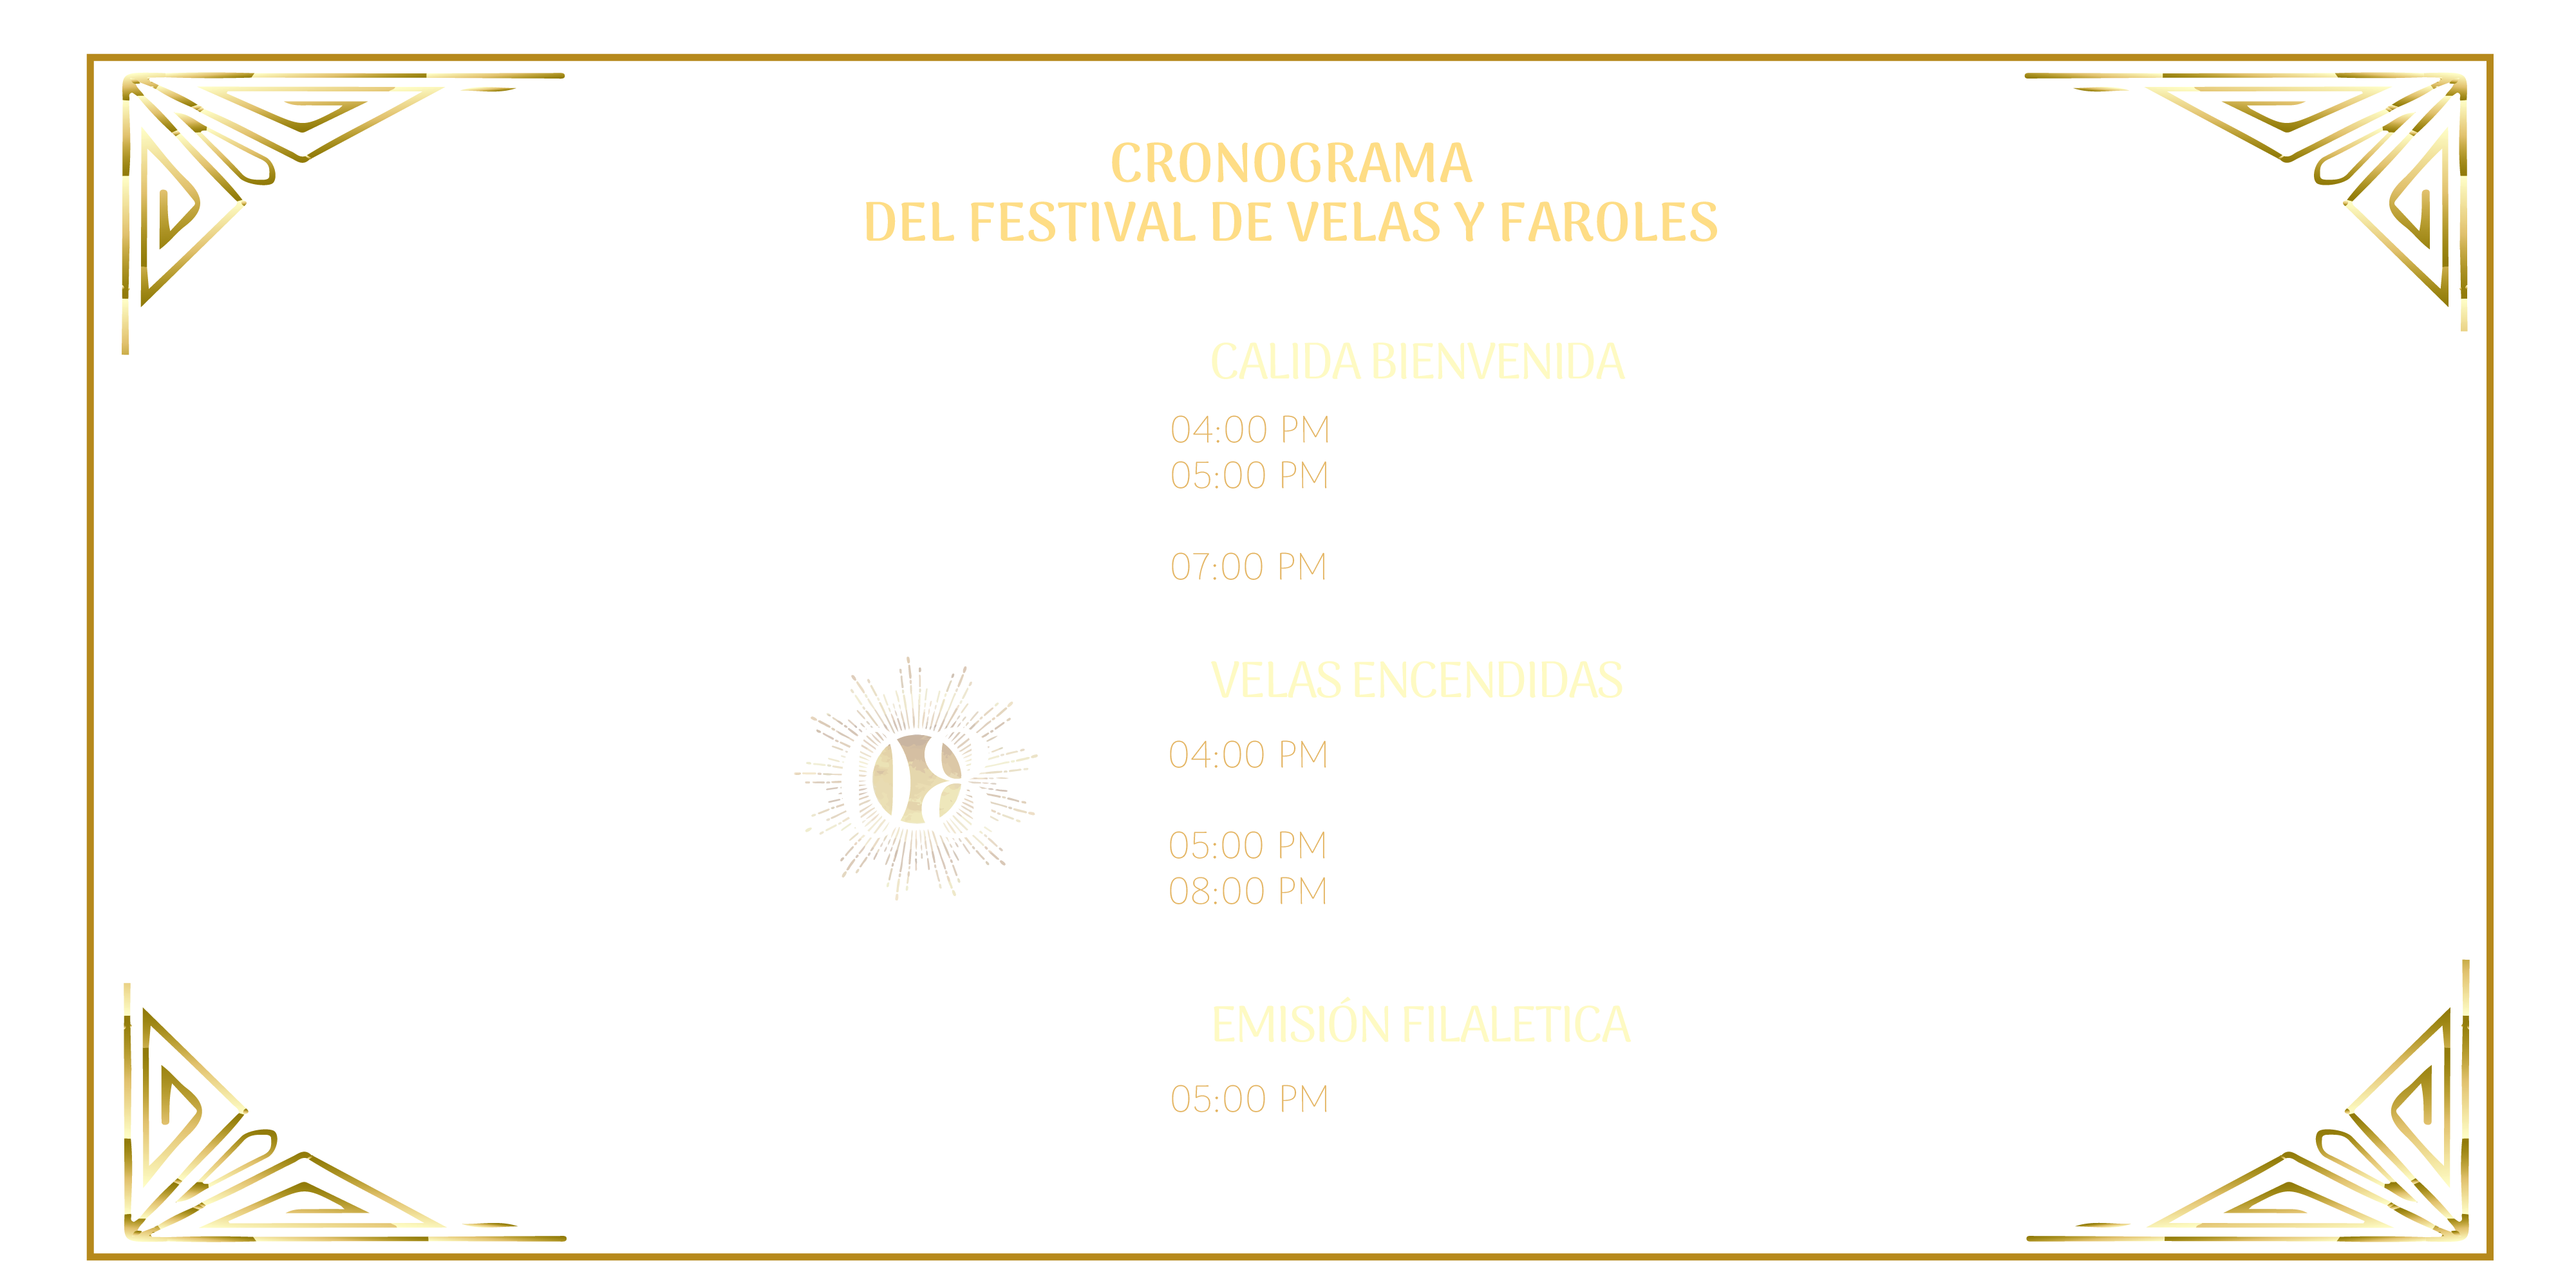 CRONOGRAMA
DEL FESTIVAL DE VELAS Y FAROLES
CALIDA BIENVENIDA
04:00 PM
05:00 PM
07:00 PM
VELAS ENCENDIDAS
04:00 PM
05:00 PM
08:00 PM
EMISIÓN FILALETICA
05:00 PM